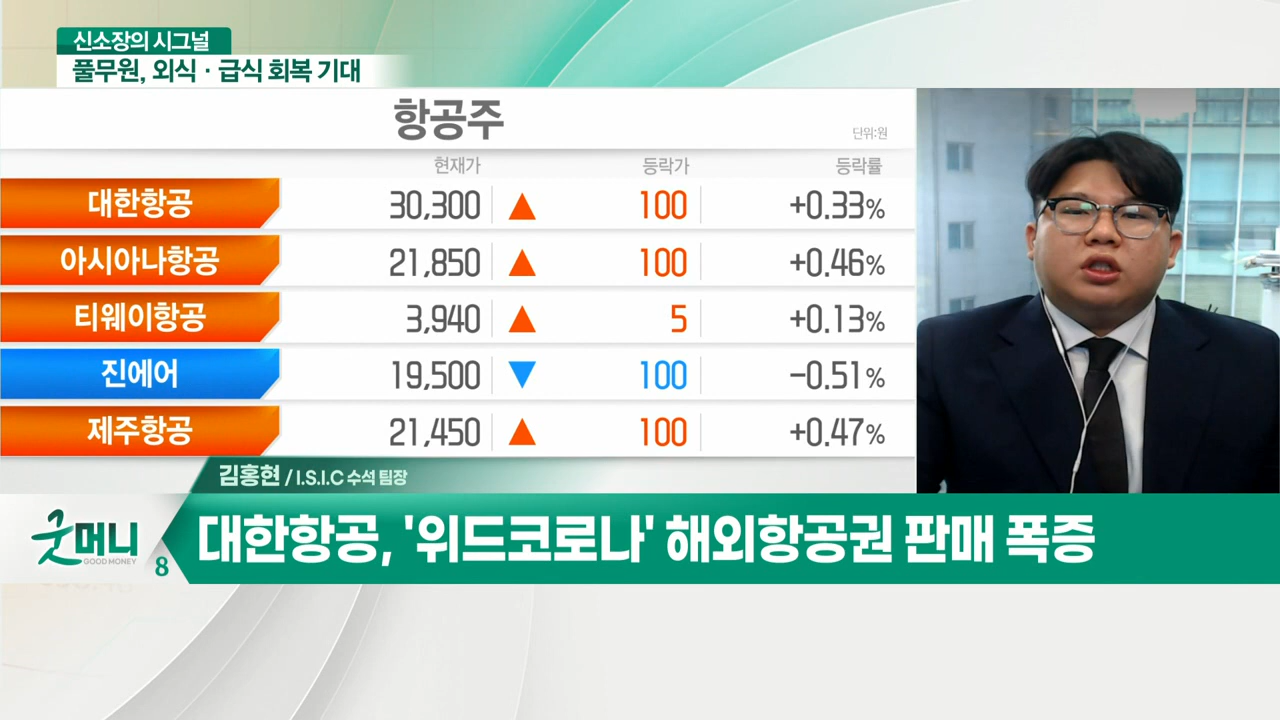 신소장의 시그널
풀무원, 외식 · 급식 회복 기대
항공주
단위:원
현재가 등락가 등락률
대한항공 30,300 ▲ 100 +0.33%
아시아나항공 21,850 ▲ 100 +0.46%
티웨이항공 3,940 ▲ 5 +0.13%
진에어 19,500 ▼ 100 -0.51%
제주항공 21,450 ▲ 100 +0.47%
김홍현 / I.S.I.C 수석 팀장
굿머니
GOOD MONEY
8
대한항공, '위드코로나' 해외항공권 판매 폭증